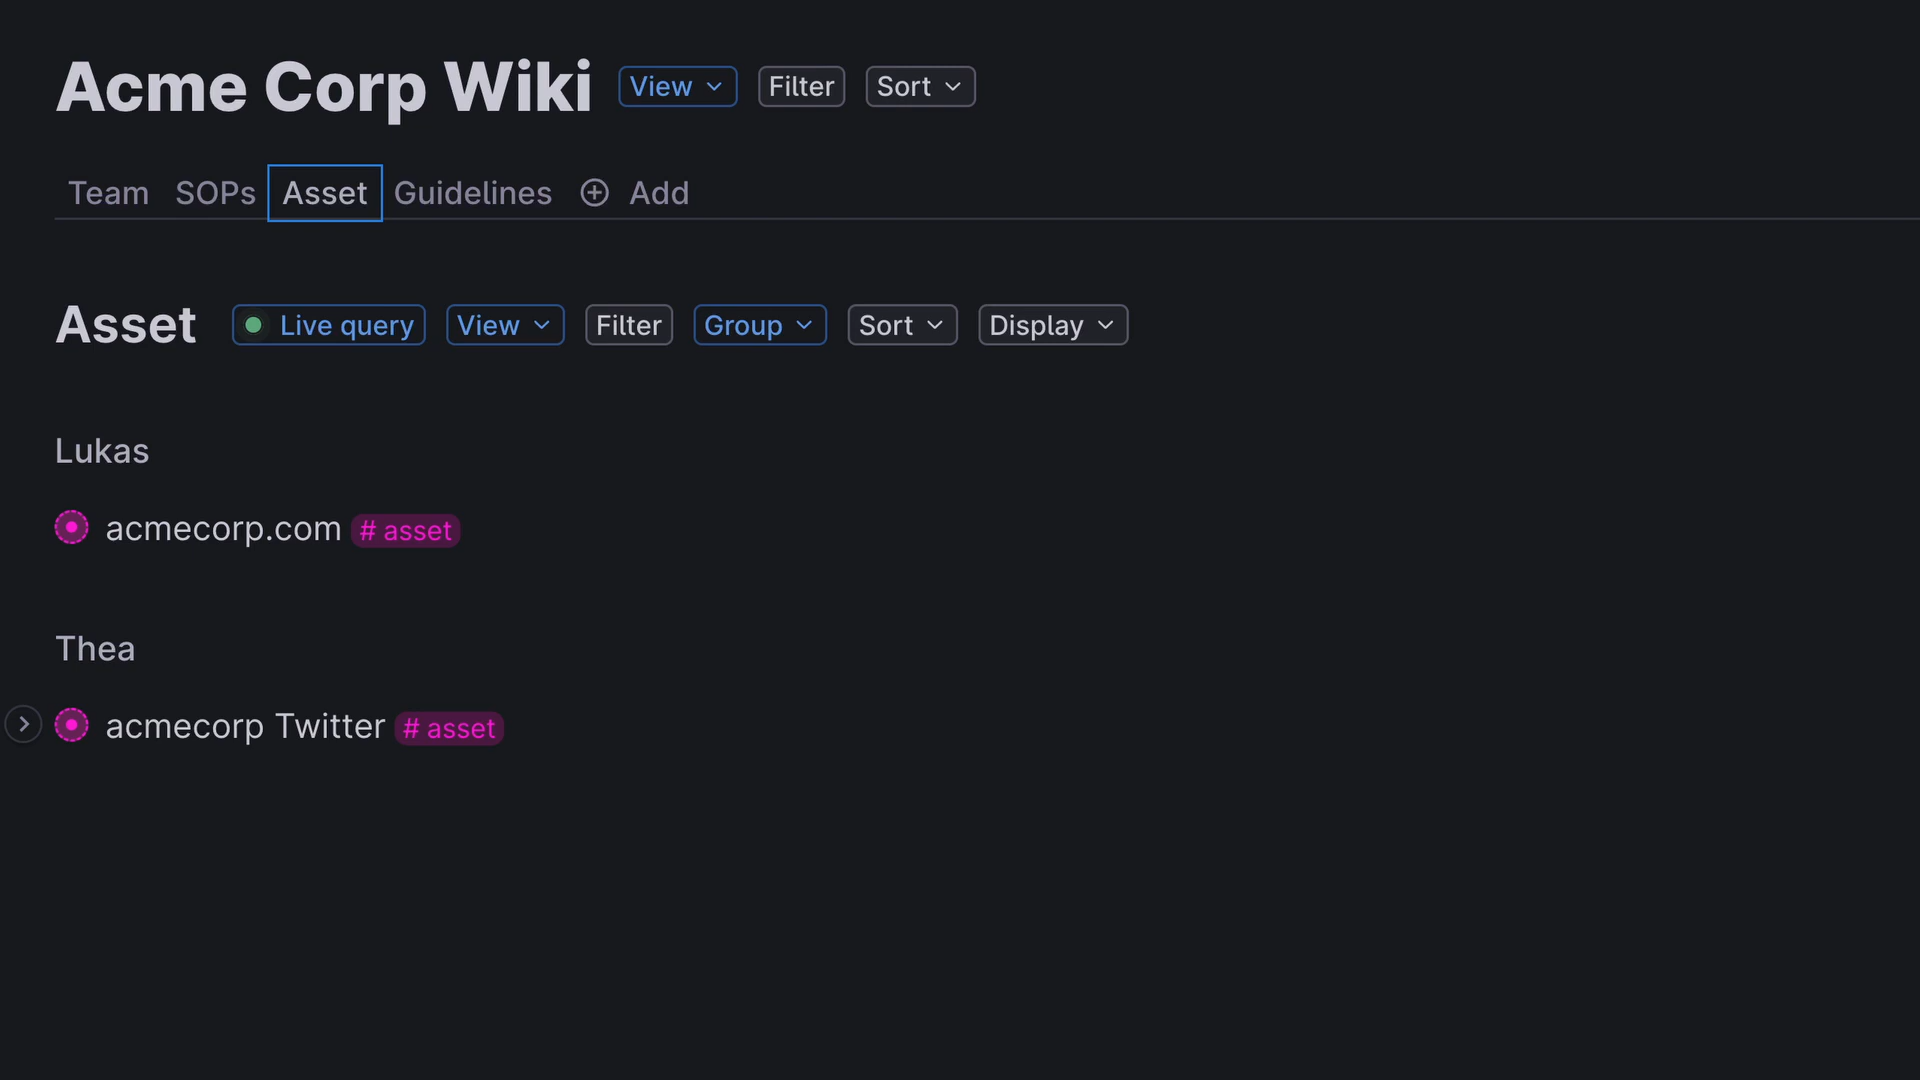 Acme Corp Wiki View Filter Sort
Team SOPs Asset Guidelines Add
Asset Live query View Filter Group Sort Display
Lukas
acmecorp.com # asset
Thea
acmecorp Twitter # asset